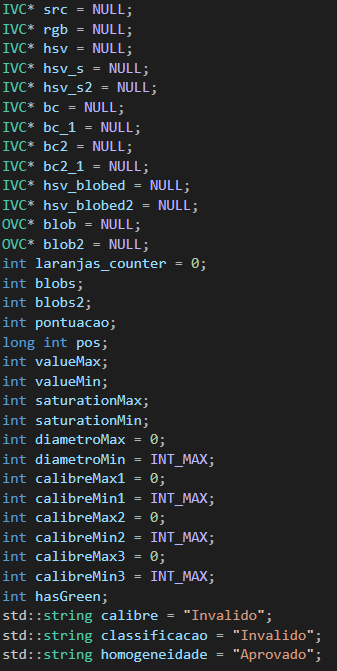 IVC* src = NULL;
IVC* rgb = NULL;
IVC* hsv = NULL;
IVC* hsv_s = NULL;
IVC* hsv_s2 = NULL;
IVC* bc = NULL;
IVC* bc_1 = NULL;
IVC* bc2 = NULL;
IVC* bc2_1 = NULL;
IVC* hsv_blobed = NULL;
IVC* hsv_blobed2 = NULL;
OVC* blob = NULL;
OVC* blob2 = NULL;
int laranjas_counter = 0;
int blobs;
int blobs2;
int pontuacao;
long int pos;
int valueMax;
int valueMin;
int saturationMax;
int saturationMin;
int diametroMax = 0;
int diametroMin = INT_MAX;
int calibreMax1 = 0;
int calibreMin1 = INT_MAX;
int calibreMax2 = 0;
int calibreMin2 = INT_MAX;
int calibreMax3 = 0;
int calibreMin3 = INT_MAX;
int hasGreen;
std::string calibre = "Invalido";
std::string classificacao = "Invalido";
std::string homogeneidade = "Aprovado";